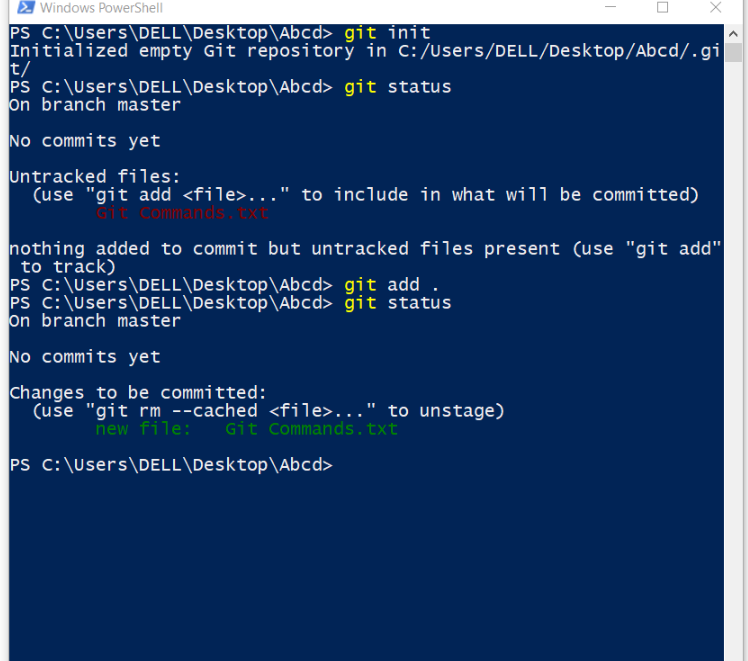 Windows PowerShell
PS C:\Users\DELL\Desktop\Abcd> git init
Initialized empty Git repository in C:/Users/DELL/Desktop/Abcd/.gi
t/
PS C:\Users\DELL\Desktop\Abcd> git status
On branch master
No commits yet
Untracked files:
  (use "git add <file>..." to include in what will be committed)
        Git Commands.txt
nothing added to commit but untracked files present (use "git add"
 to track)
PS C:\Users\DELL\Desktop\Abcd> git add .
PS C:\Users\DELL\Desktop\Abcd> git status
On branch master
No commits yet
Changes to be committed:
  (use "git rm --cached <file>..." to unstage)
        new file:   Git Commands.txt
PS C:\Users\DELL\Desktop\Abcd>